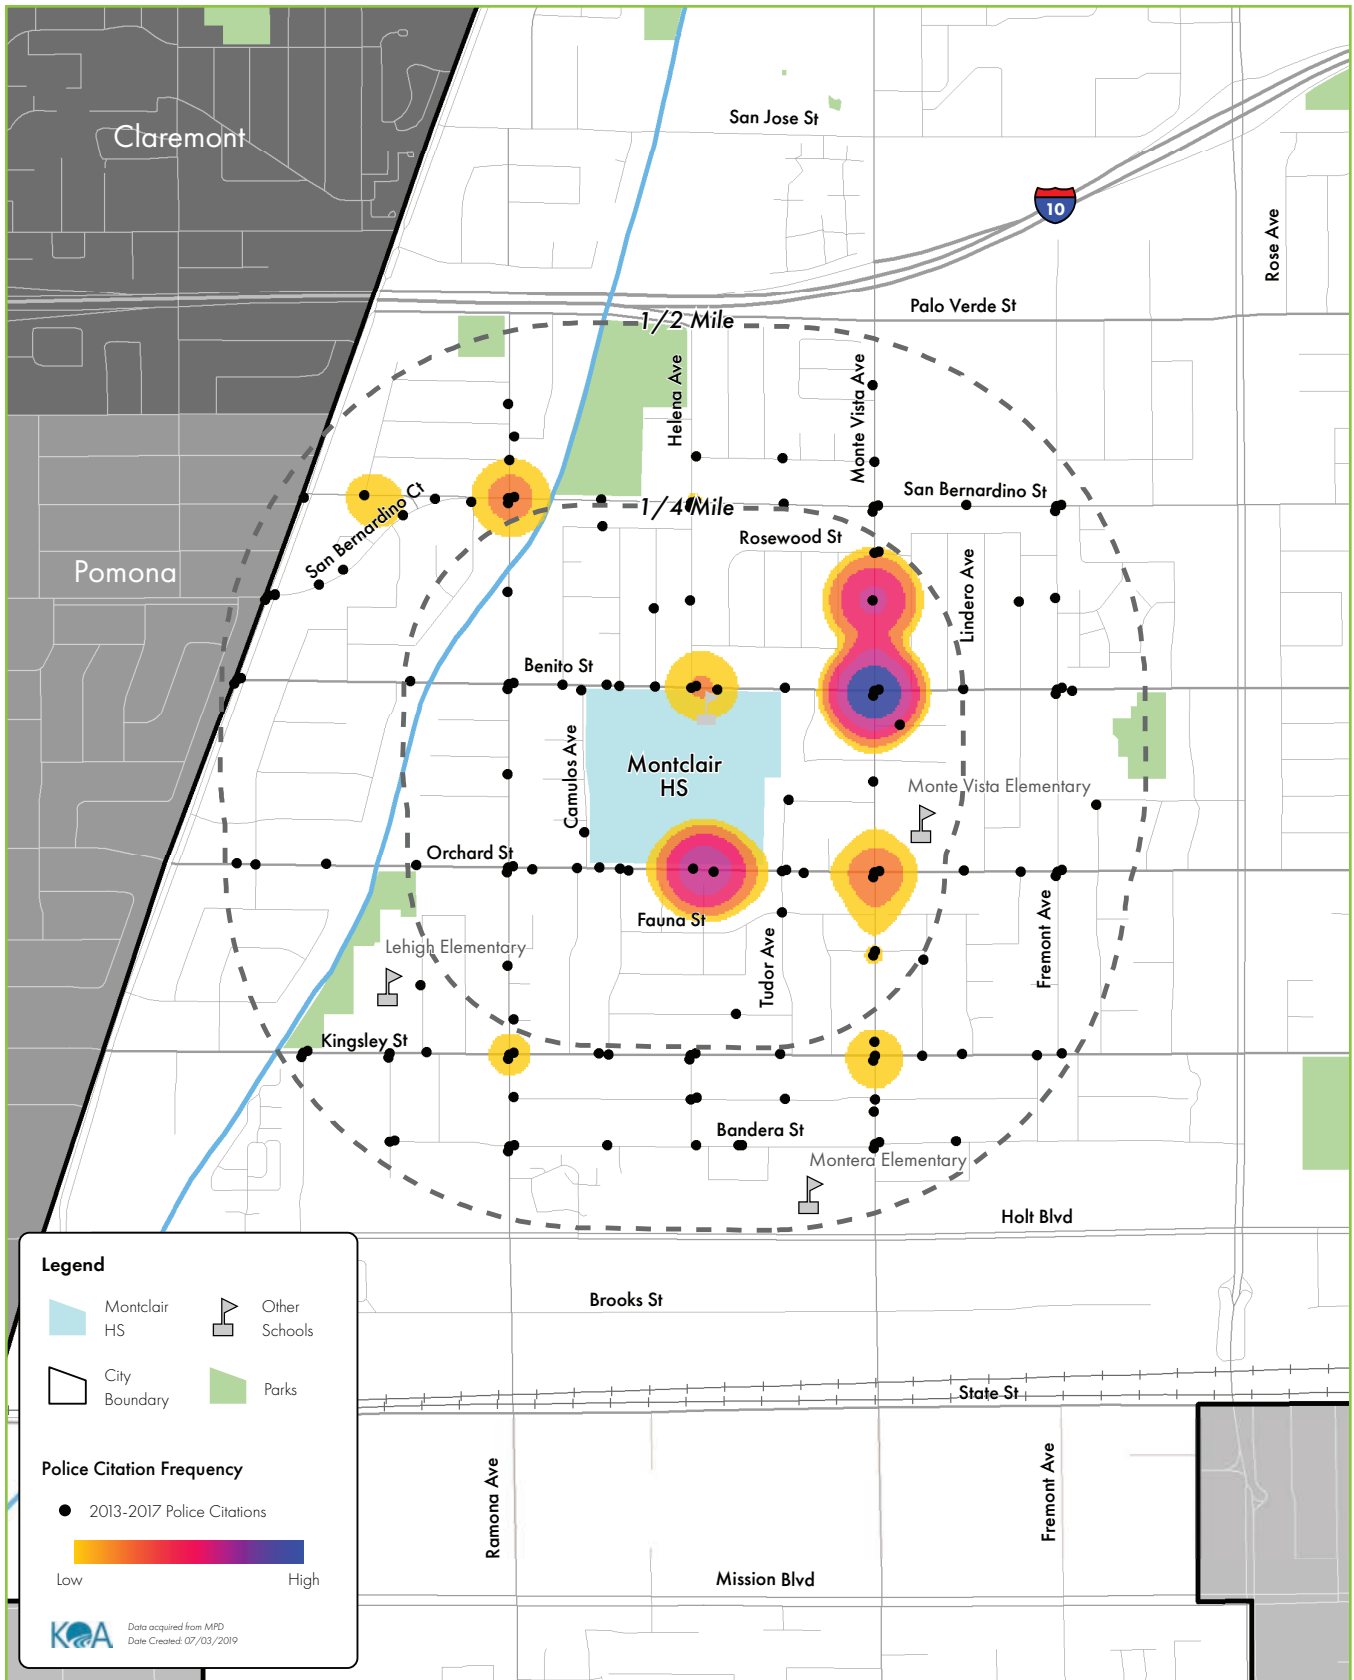 San Jose St
Claremont
10
Rose Ave
Palo Verde St
1/2 Mile
Helena Ave
Monte Vista Ave
San Bernardino Ct
San Bernardino St
1/4 Mile
Rosewood St
Pomona
Lindero Ave
Benito St
Camulos Ave
Montclair
HS
Monte Vista Elementary
Orchard St
Fauna St
Fremont Ave
Lehigh Elementary
Tudor Ave
Kingsley St
Bandera St
Montera Elementary
Holt Blvd
Brooks St
State St
Ramona Ave
Fremont Ave
Mission Blvd
Legend
Montclair
HS
Other
Schools
City
Boundary
Parks
Police Citation Frequency
2013-2017 Police Citations
Low
High
KOA
Data acquired from MPD
Date Created: 07/03/2019